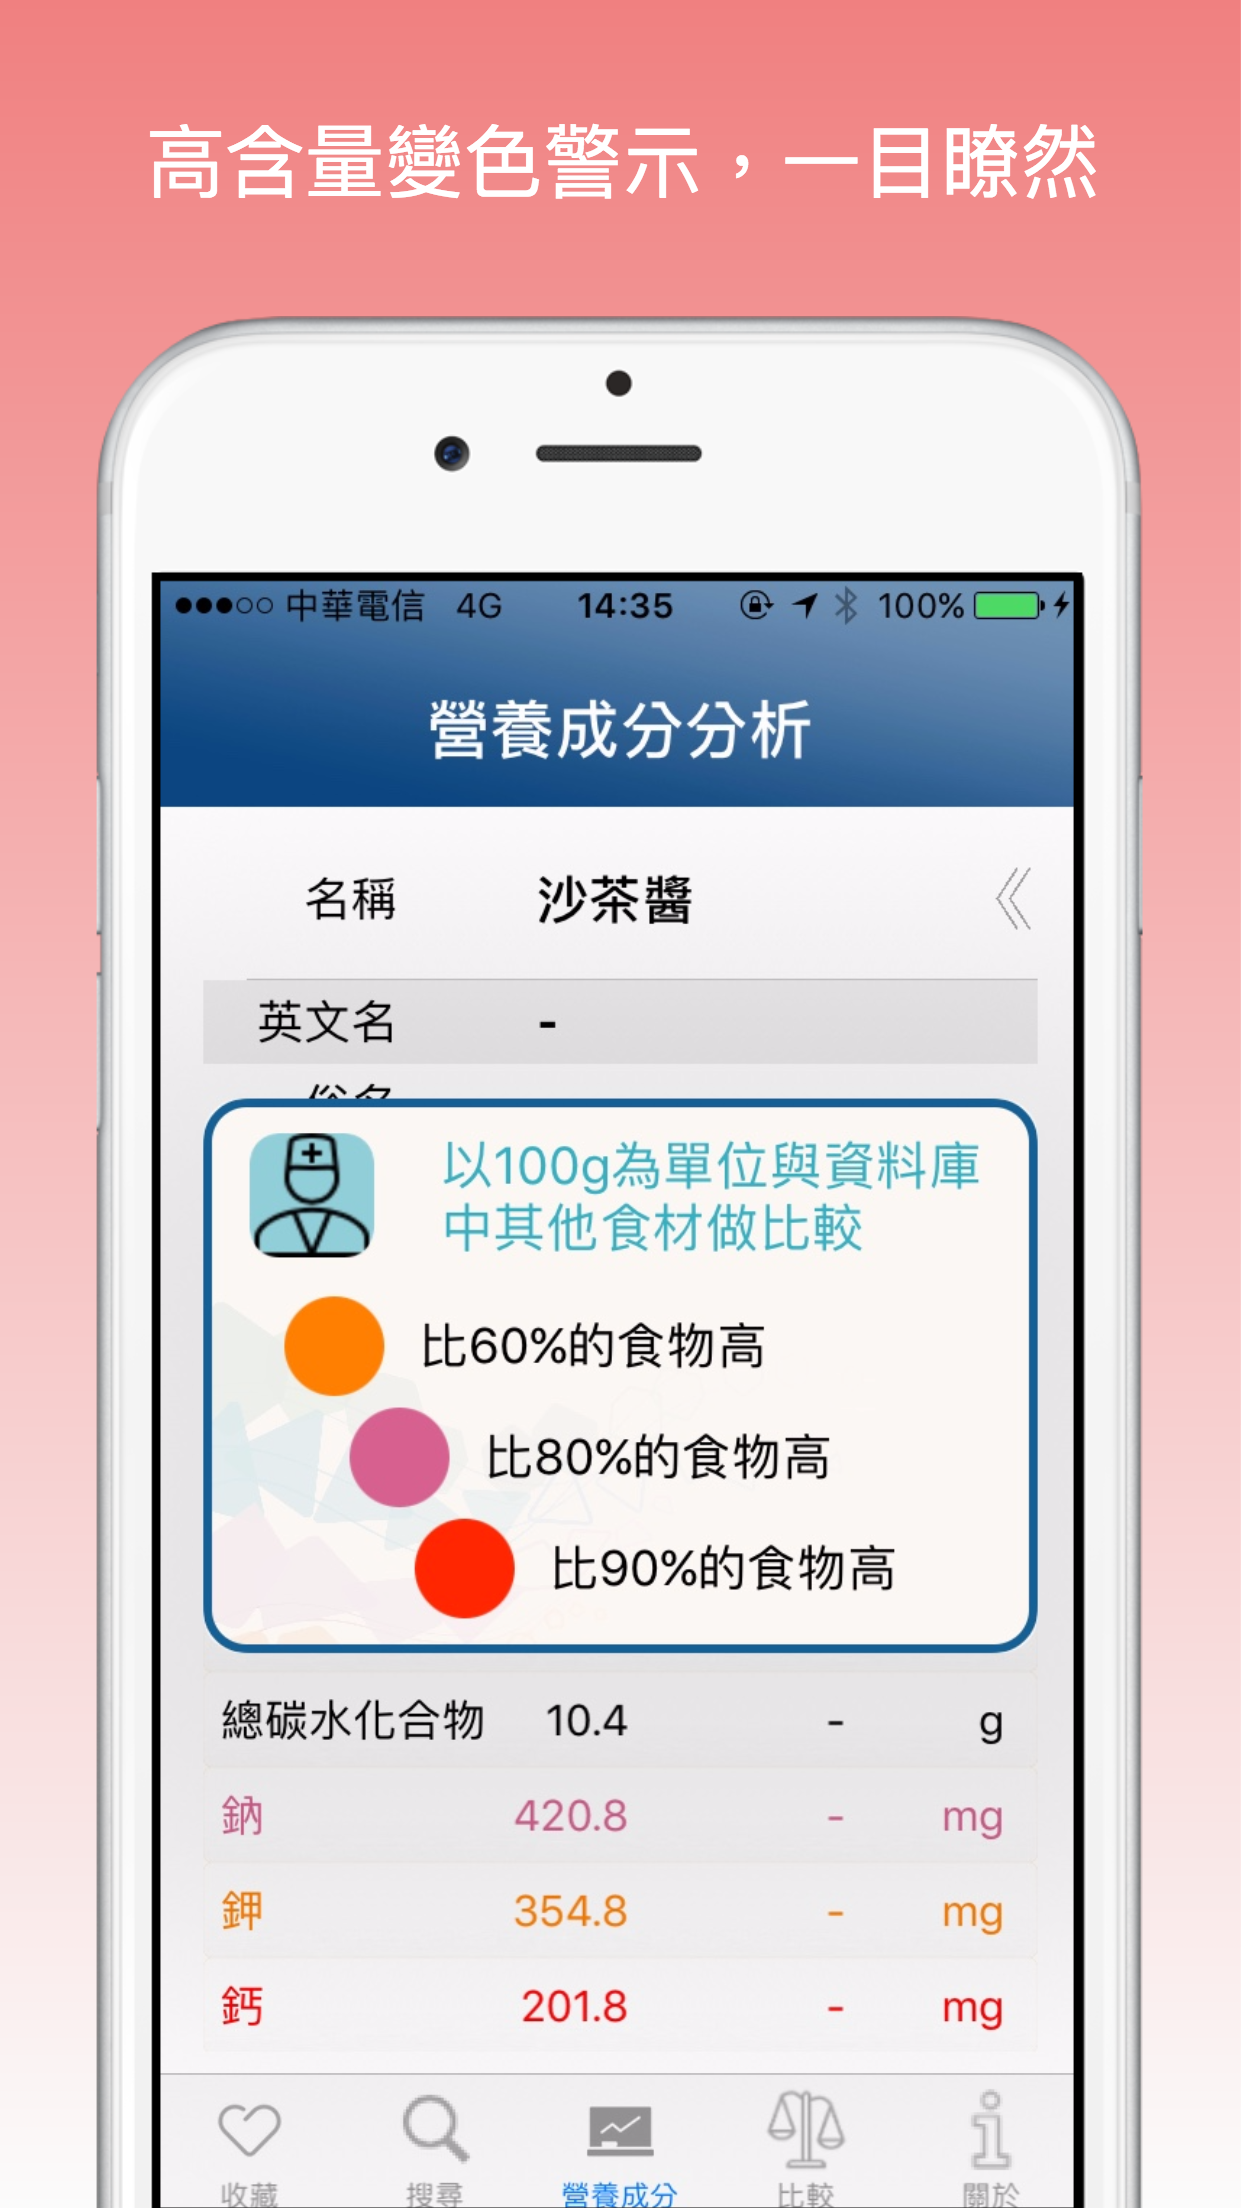 高含量變色警示，一目瞭然
中華電信 4G 14:35 100%
營養成分分析
名稱 沙茶醬
英文名 -
俗名
以100g為單位與資料庫
中其他食材做比較
比60%的食物高
比80%的食物高
比90%的食物高
總碳水化合物 10.4 - g
鈉 420.8 - mg
鉀 354.8 - mg
鈣 201.8 - mg
收藏 搜尋 營養成分 比較 關於